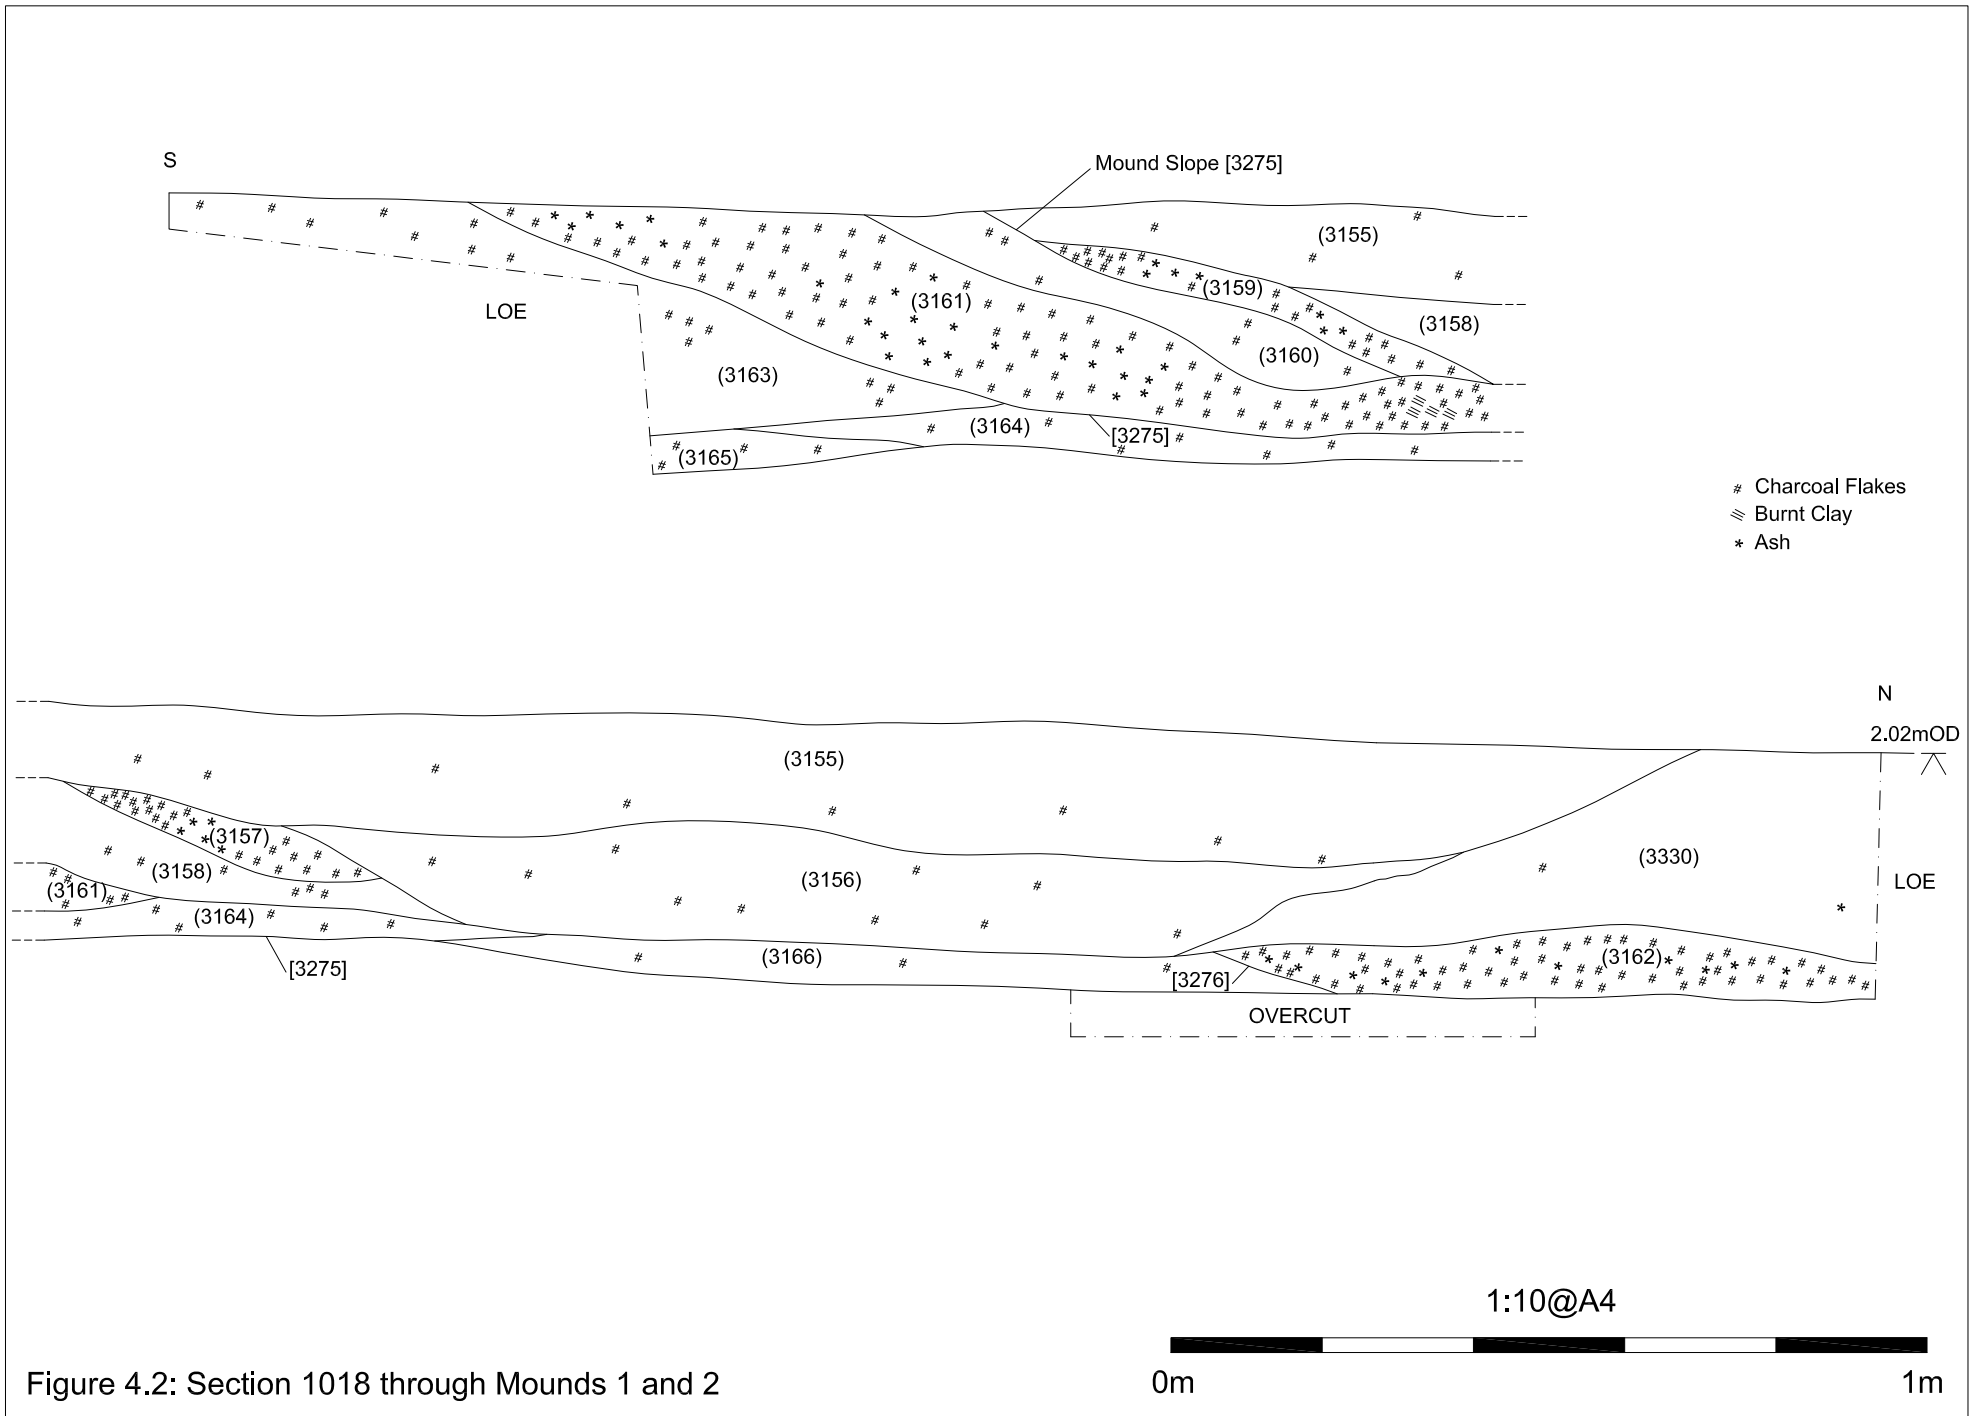 S
Mound Slope [3275]
(3155)
(3159)
(3161)
(3158)
LOE
(3160)
(3163)
(3164)
[3275]
(3165)
# Charcoal Flakes
Burnt Clay
* Ash
N
2.02mOD
(3155)
(3157)
(3158)
(3156)
(3330)
LOE
(3161)
(3164)
(3166)
(3162)
[3275]
[3276]
OVERCUT
1:10@A4
0m
1m
Figure 4.2: Section 1018 through Mounds 1 and 2